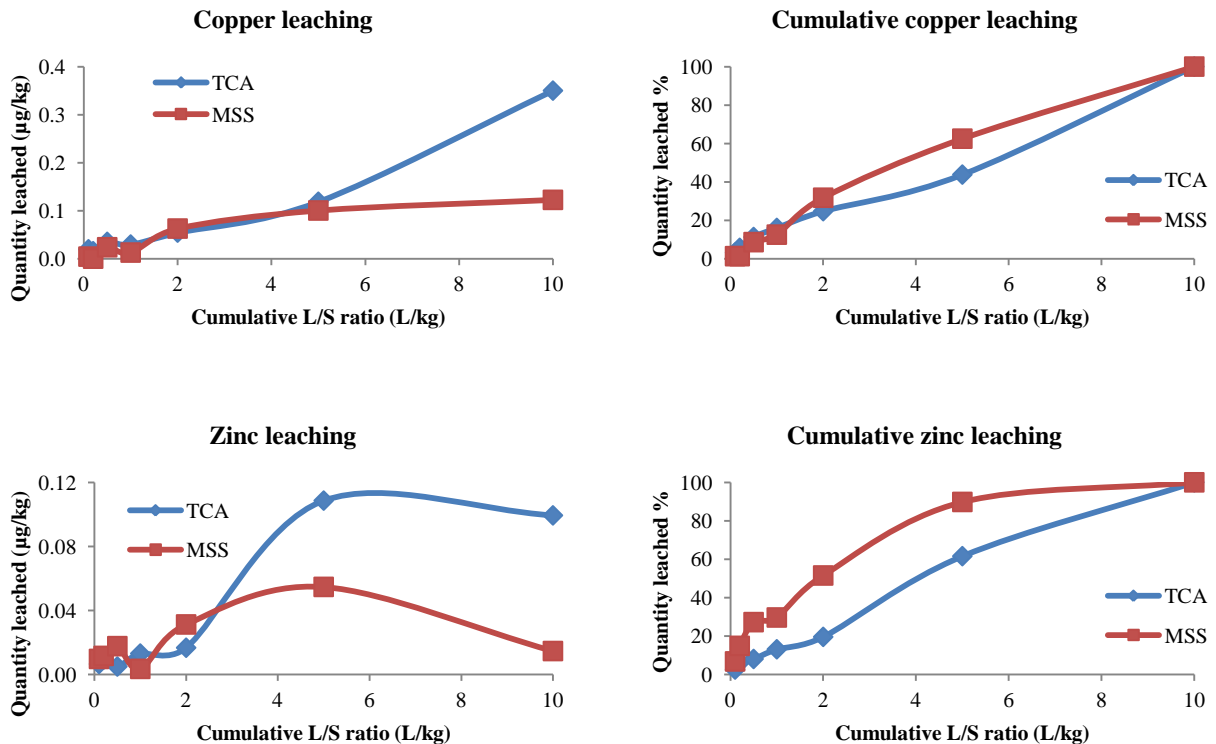 Copper leaching
Quantity leached (µg/kg)
0.4
0.3
0.2
0.1
0.0
TCA
MSS
0 2 4 6 8 10
Cumulative L/S ratio (L/kg)
Cumulative copper leaching
Quantity leached %
100
80
60
40
20
0
TCA
MSS
0 2 4 6 8 10
Cumulative L/S ratio (L/kg)
Zinc leaching
Quantity leached (µg/kg)
0.12
0.08
0.04
0.00
TCA
MSS
0 2 4 6 8 10
Cumulative L/S ratio (L/kg)
Cumulative zinc leaching
Quantity leached %
100
80
60
40
20
0
TCA
MSS
0 2 4 6 8 10
Cumulative L/S ratio (L/kg)